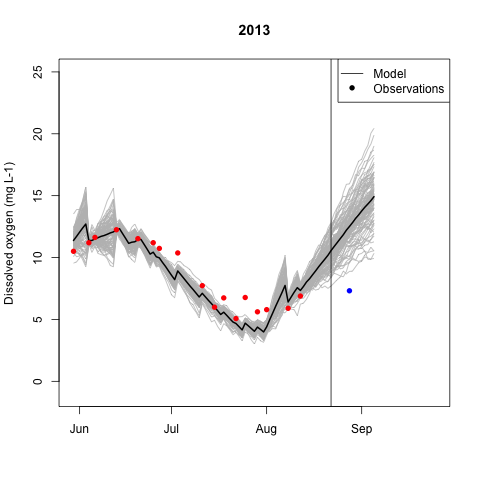 2013
Dissolved oxygen (mg L-1)
25
20
15
10
5
0
Jun
Jul
Aug
Sep
Model
Observations